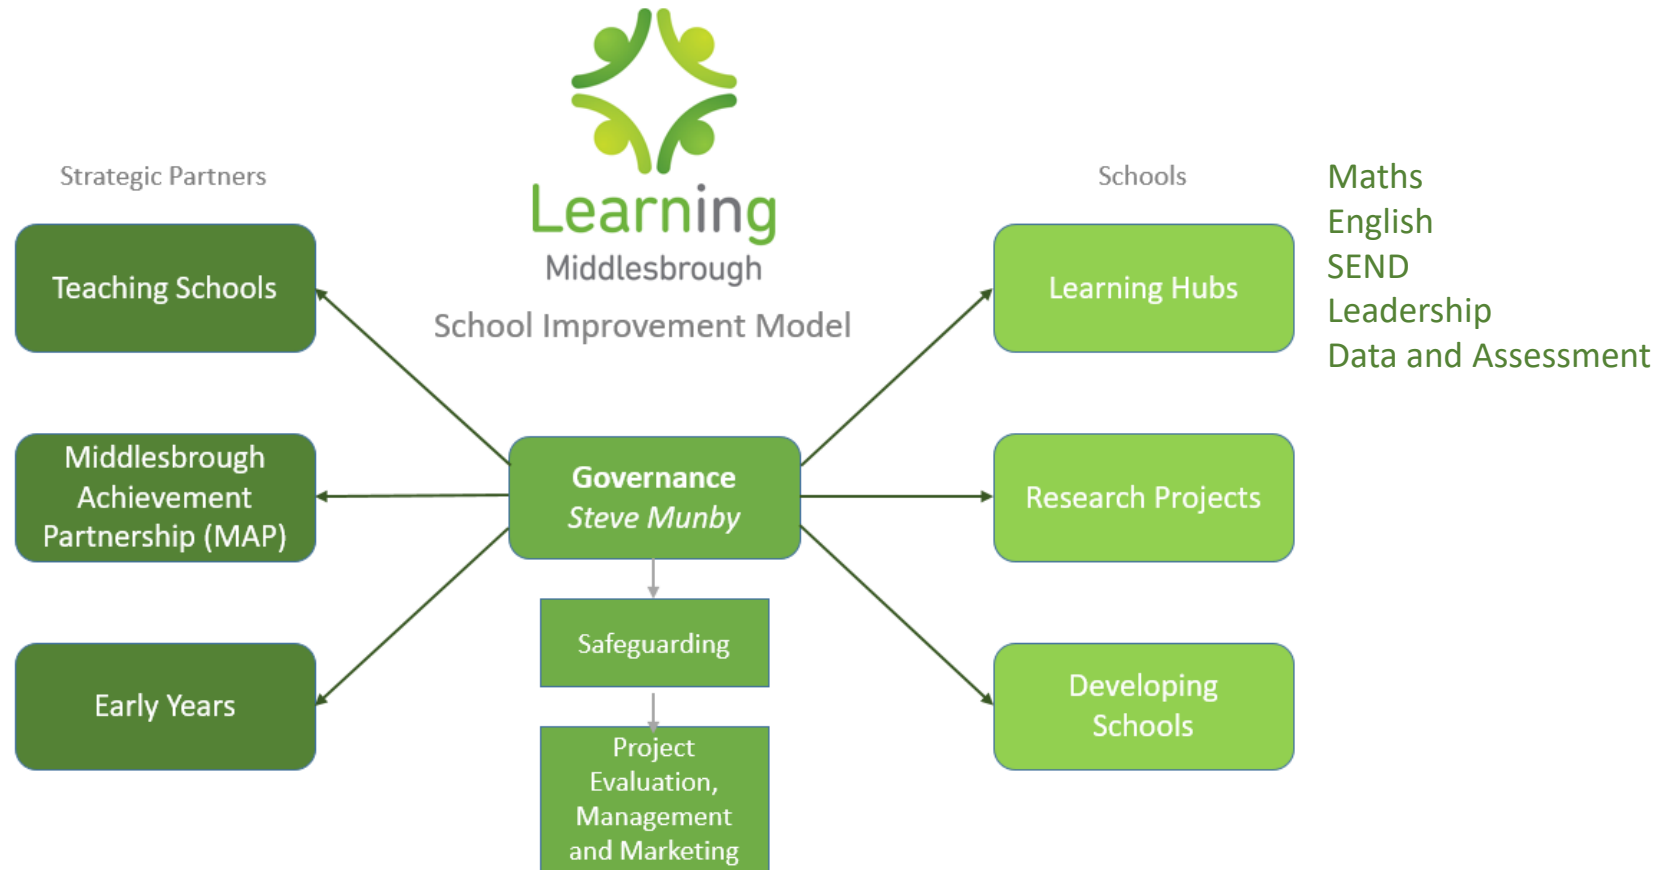 Learning
Middlesbrough
School Improvement Model
Strategic Partners
Teaching Schools
Middlesbrough
Achievement
Partnership (MAP)
Early Years
Governance
Steve Munby
Safeguarding
Project
Evaluation,
Management
and Marketing
Schools
Learning Hubs
Research Projects
Developing
Schools
Maths
English
SEND
Leadership
Data and Assessment